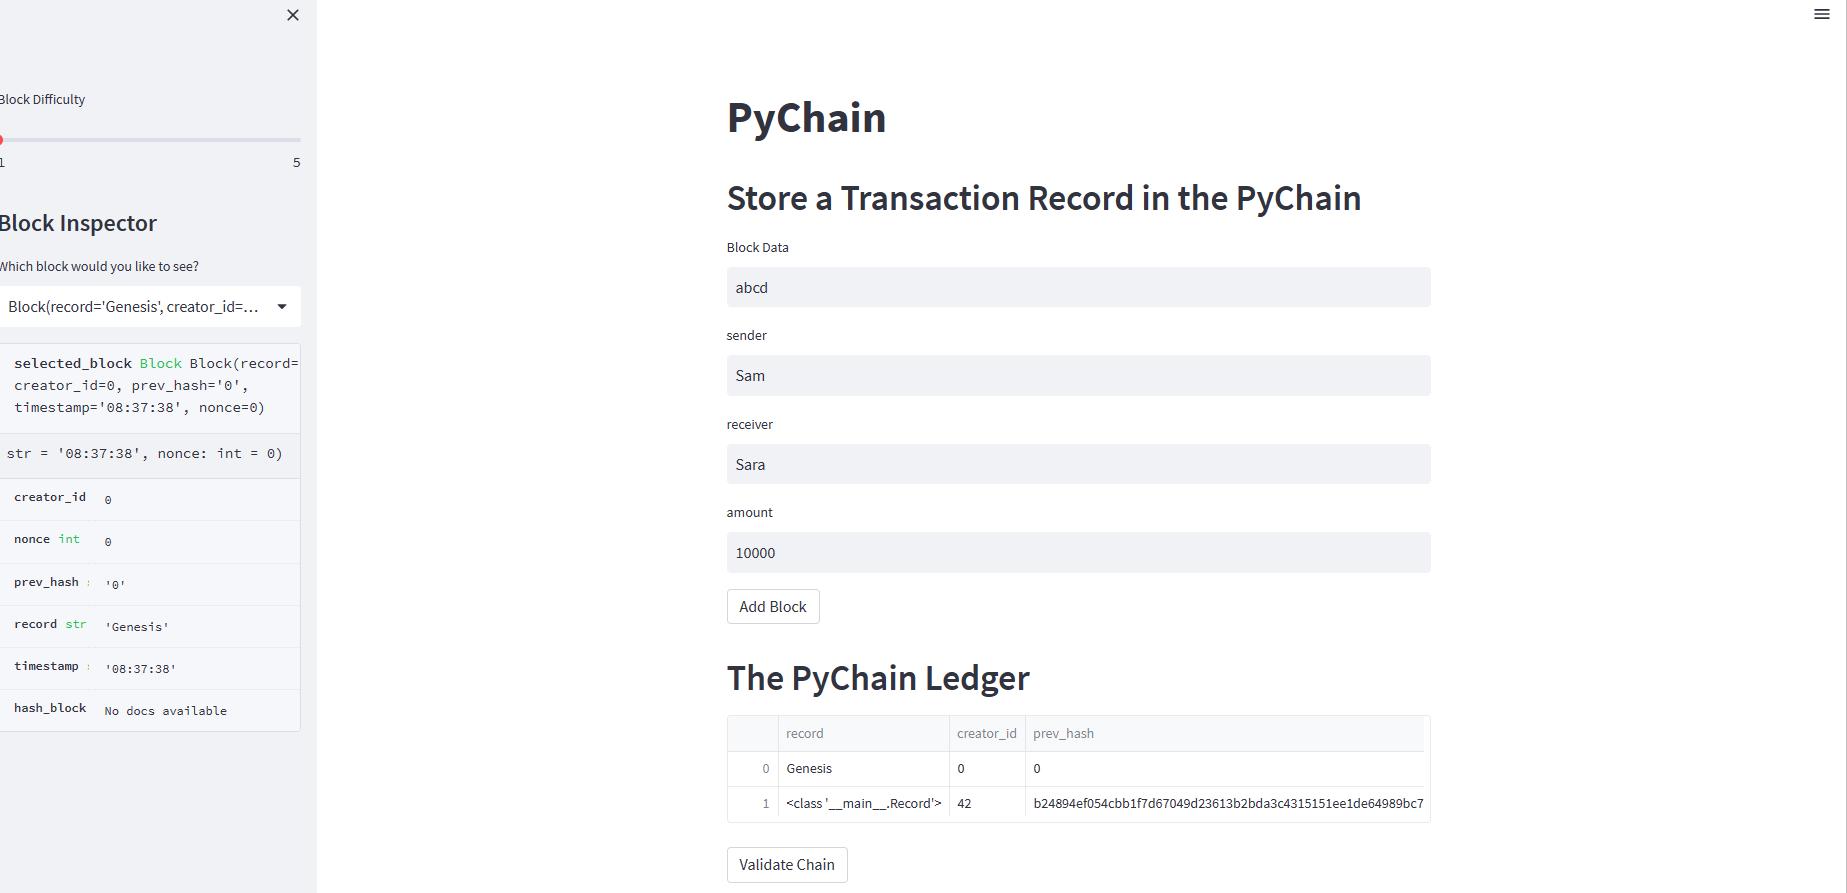 Block Difficulty
1 5
Block Inspector
Which block would you like to see?
Block(record='Genesis', creator_id=...
selected_block Block Block(record=
creator_id=0, prev_hash='0',
timestamp='08:37:38', nonce=0)
str = '08:37:38', nonce: int = 0)
creator_id 0
nonce int 0
prev_hash '0'
record str 'Genesis'
timestamp '08:37:38'
hash_block No docs available
PyChain
Store a Transaction Record in the PyChain
Block Data
abcd
sender
Sam
receiver
Sara
amount
10000
Add Block
The PyChain Ledger
record creator_id prev_hash
0 Genesis 0 0
1 <class '__main__.Record'> 42 b24894ef054cbb1f7d67049d23613b2bda3c4315151ee1de64989bc7
Validate Chain